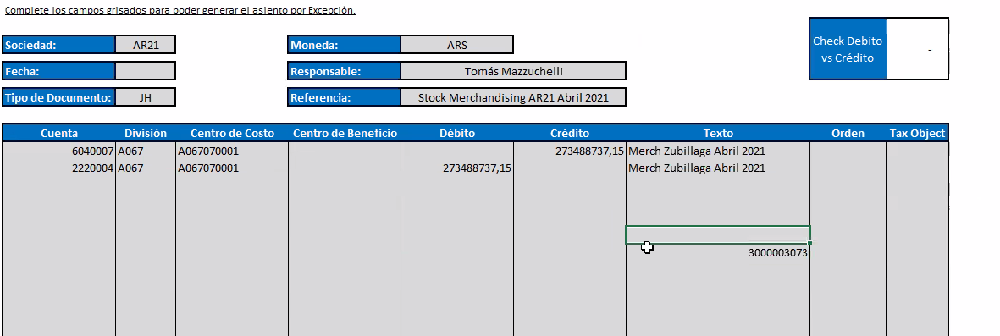 Complete los campos grisados para poder generar el asiento por Excepción.
Sociedad: AR21 Moneda: ARS Check Debito vs Crédito -
Fecha: Responsable: Tomás Mazzuchelli
Tipo de Documento: JH Referencia: Stock Merchandising AR21 Abril 2021
Cuenta División Centro de Costo Centro de Beneficio Débito Crédito Texto Orden Tax Object
6040007 A067 A067070001 273488737,15 Merch Zubillaga Abril 2021
2220004 A067 A067070001 273488737,15 Merch Zubillaga Abril 2021
3000003073